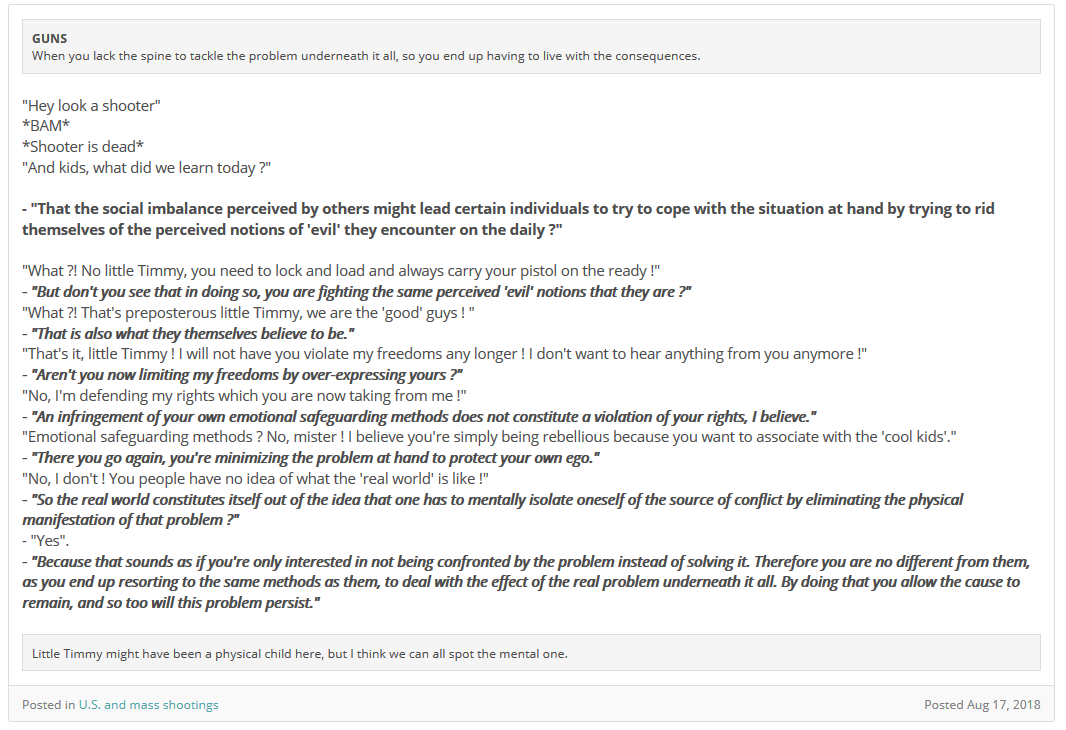 GUNS
When you lack the spine to tackle the problem underneath it all, so you end up having to live with the consequences.
"Hey look a shooter"
*BAM*
*Shooter is dead*
"And kids, what did we learn today ?"
- "That the social imbalance perceived by others might lead certain individuals to try to cope with the situation at hand by trying to rid
themselves of the perceived notions of 'evil' they encounter on the daily ?"
"What ?! No little Timmy, you need to lock and load and always carry your pistol on the ready !"
- "But don't you see that in doing so, you are fighting the same perceived 'evil' notions that they are ?"
"What ?! That's preposterous little Timmy, we are the 'good' guys ! "
- "That is also what they themselves believe to be."
"That's it, little Timmy ! I will not have you violate my freedoms any longer ! I don't want to hear anything from you anymore !"
- "Aren't you now limiting my freedoms by over-expressing yours ?"
"No, I'm defending my rights which you are now taking from me !"
- "An infringement of your own emotional safeguarding methods does not constitute a violation of your rights, I believe."
"Emotional safeguarding methods ? No, mister ! I believe you're simply being rebellious because you want to associate with the 'cool kids'."
- "There you go again, you're minimizing the problem at hand to protect your own ego."
"No, I don't ! You people have no idea of what the 'real world' is like !"
- "So the real world constitutes itself out of the idea that one has to mentally isolate oneself of the source of conflict by eliminating the physical
manifestation of that problem ?"
- "Yes".
- "Because that sounds as if you're only interested in not being confronted by the problem instead of solving it. Therefore you are no different from them,
as you end up resorting to the same methods as them, to deal with the effect of the real problem underneath it all. By doing that you allow the cause to
remain, and so too will this problem persist."
Little Timmy might have been a physical child here, but I think we can all spot the mental one.
Posted in U.S. and mass shootings
Posted Aug 17, 2018